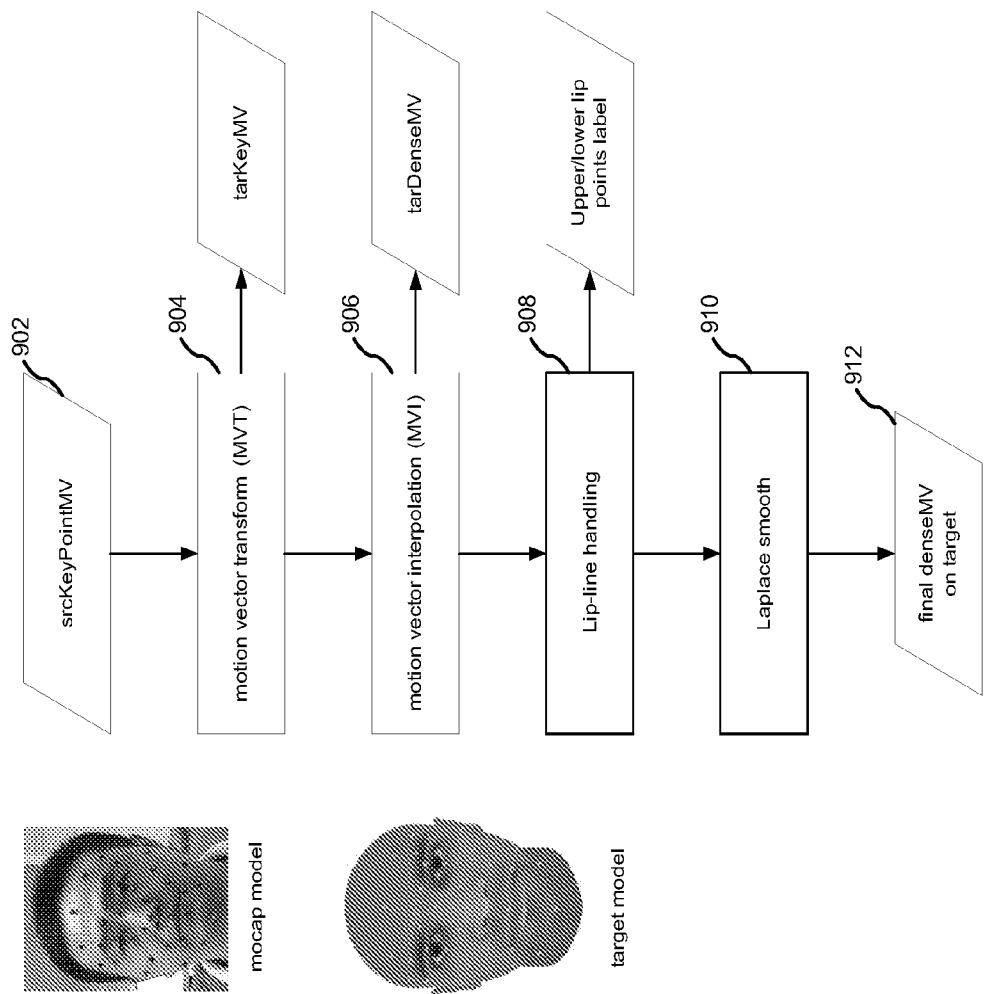 902
srcKeyPointMV
904
motion vector transform (MVT)
tarKeyMV
906
motion vector interpolation (MVI)
tarDenseMV
908
Lip-line handling
Upper/lower lip
points label
910
Laplace smooth
912
final denseMV
on target
mocap model
target model